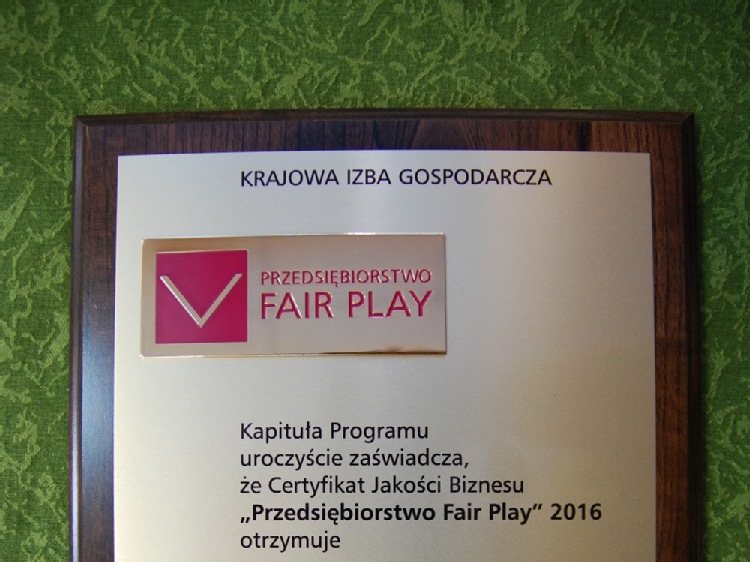 KRAJOWA IZBA GOSPODARCZA
PRZEDSIĘBIORSTWO
FAIR PLAY
Kapituła Programu
uroczyście zaświadcza,
że Certyfikat Jakości Biznesu
„Przedsiębiorstwo Fair Play” 2016
otrzymuje